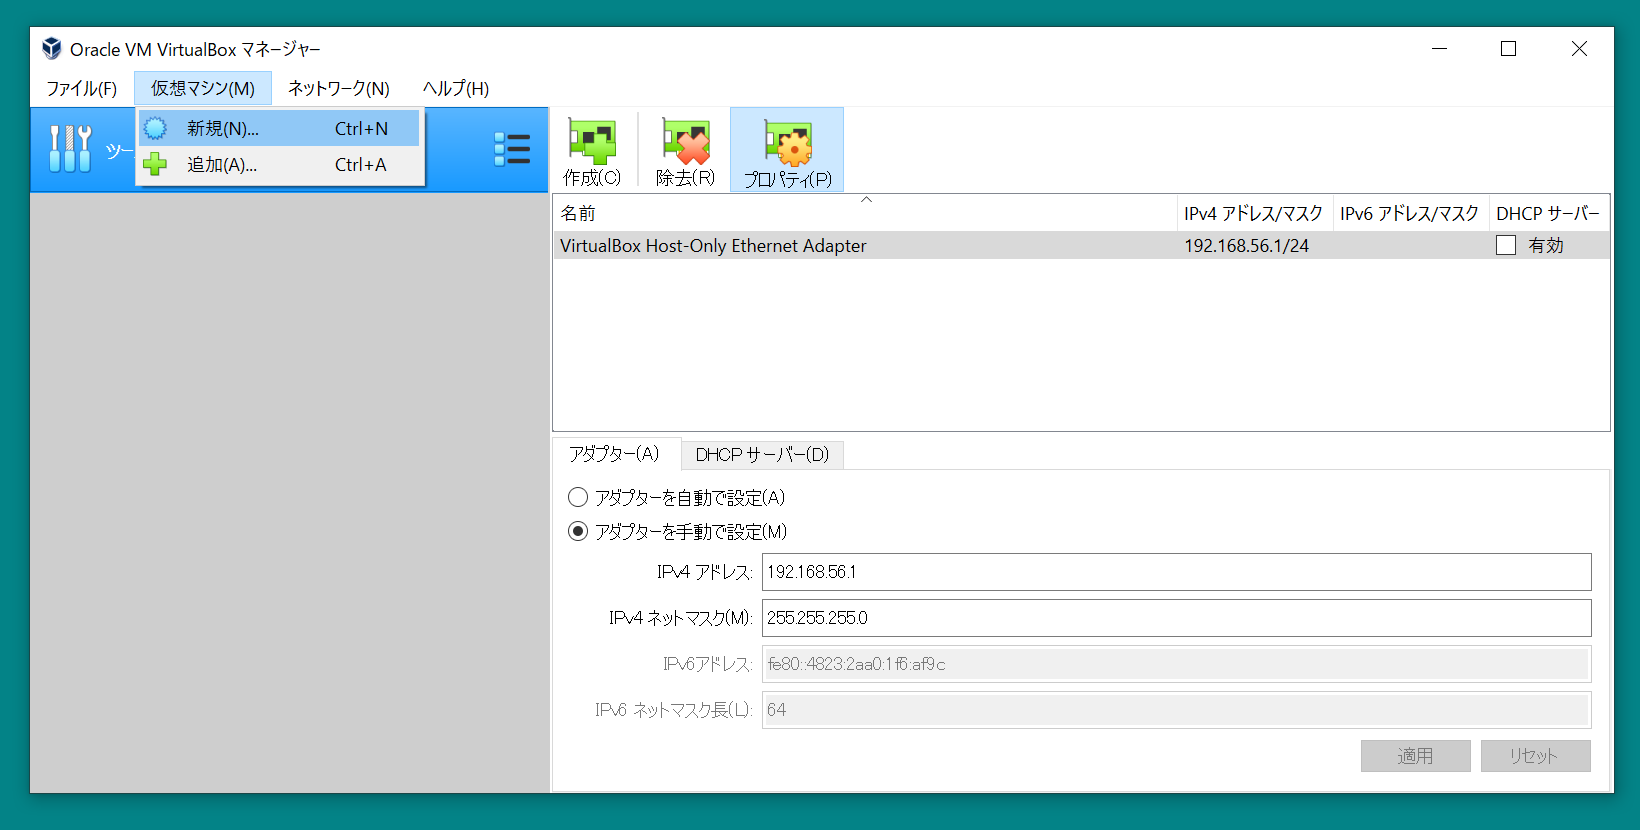 Oracle VM VirtualBox マネージャー
ファイル(F) 仮想マシン(M) ネットワーク(N) ヘルプ(H)
新規(N)... Ctrl+N
追加(A)... Ctrl+A
ツー
作成(C) 除去(R) プロパティ(P)
名前 IPv4 アドレス/マスク IPv6 アドレス/マスク DHCP サーバー
VirtualBox Host-Only Ethernet Adapter 192.168.56.1/24 有効
アダプター(A) DHCP サーバー(D)
アダプターを自動で設定(A)
アダプターを手動で設定(M)
IPv4 アドレス: 192.168.56.1
IPv4 ネットマスク(M): 255.255.255.0
IPv6アドレス: fe80::4823:2aa0:1f6:af9c
IPv6 ネットマスク長(L): 64
適用 リセット